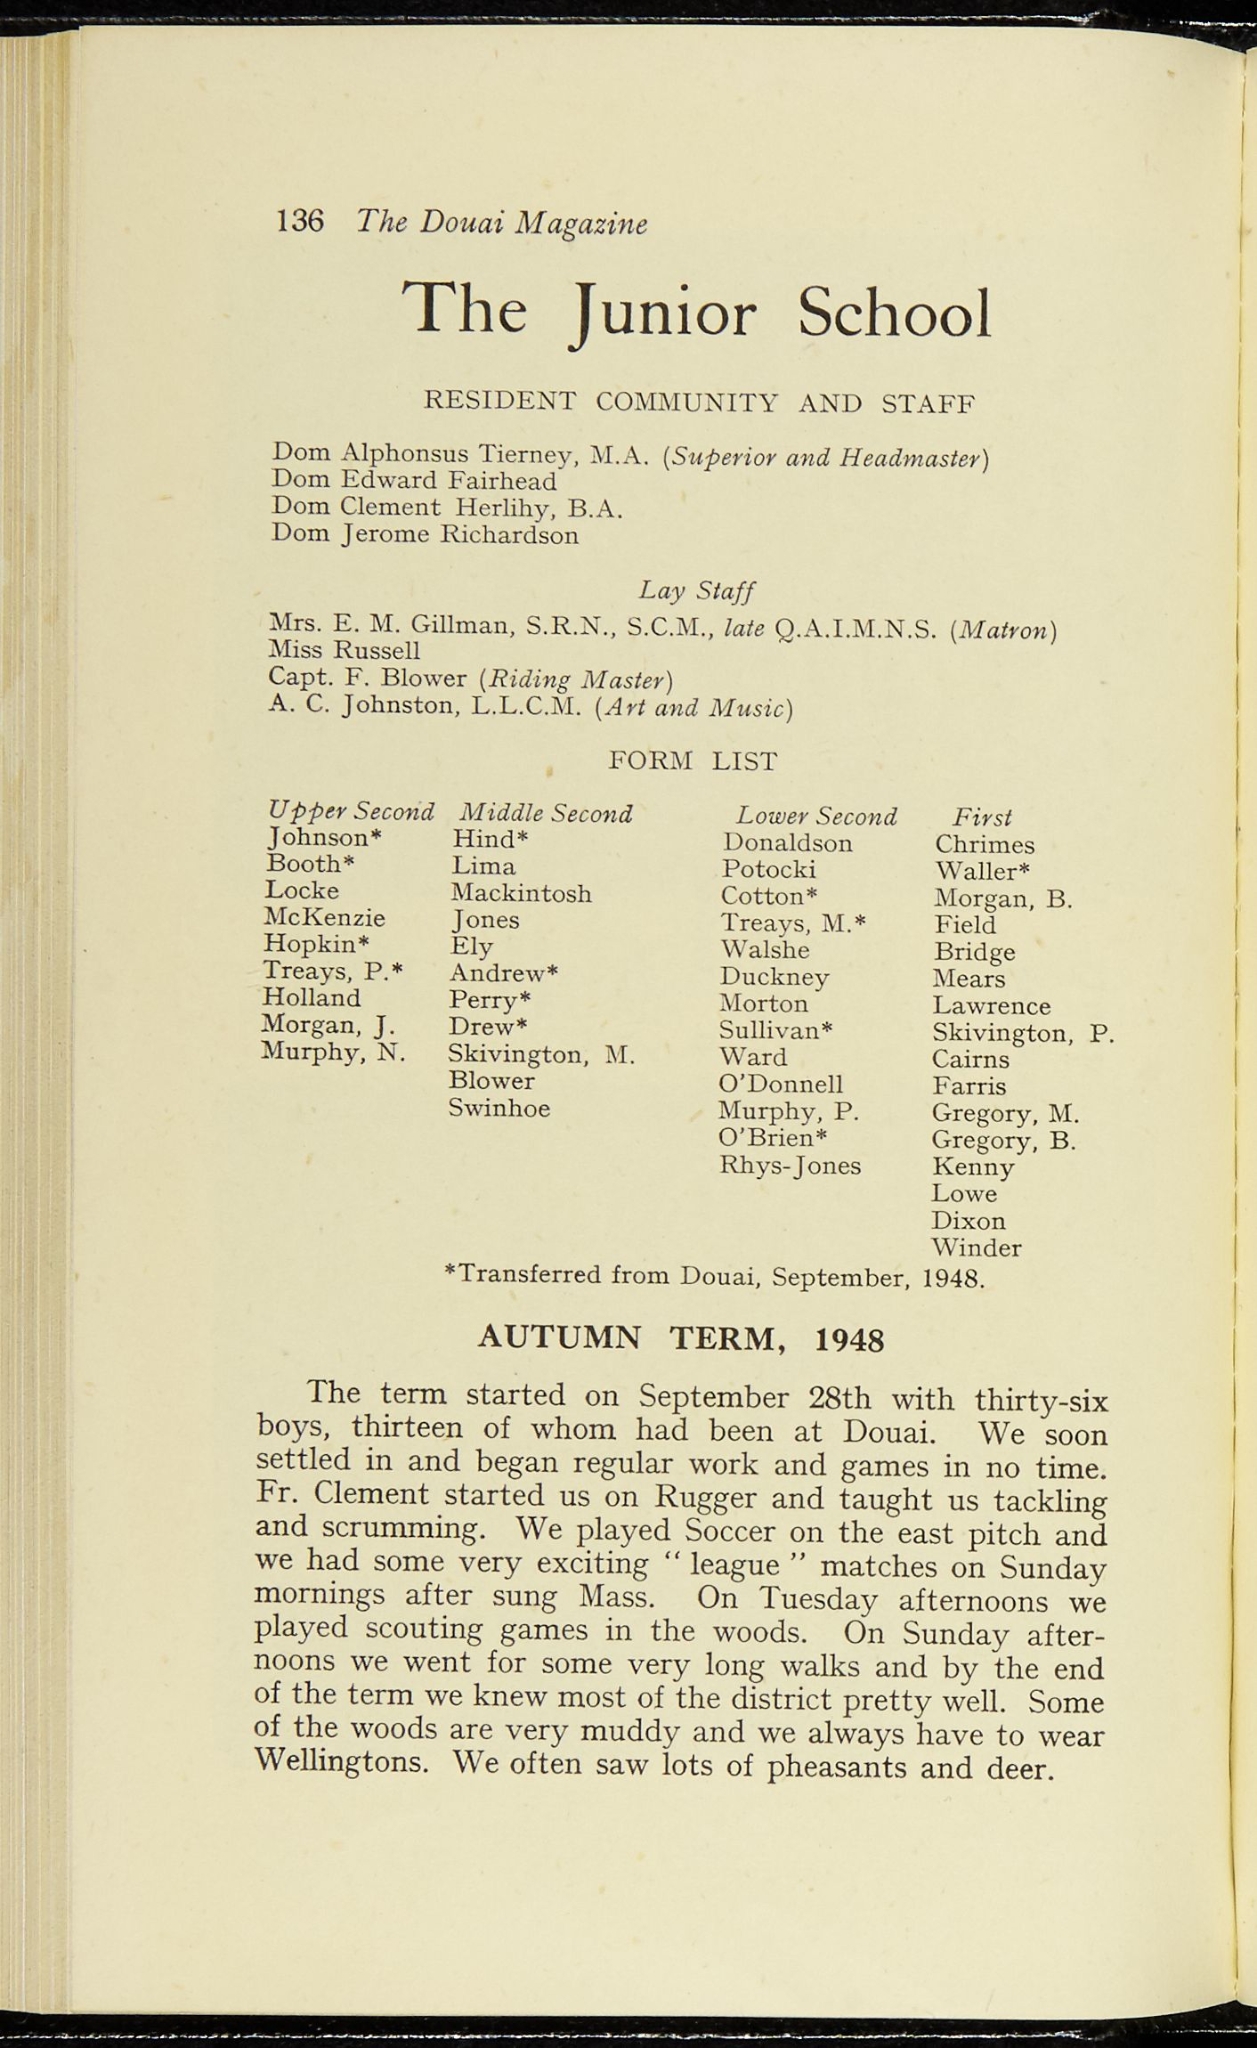 136 The Douai Magazine
The Junior School
RESIDENT COMMUNITY AND STAFF
Dom Alphonsus Tierney, M.A. (Superior and Headmaster)
Dom Edward Fairhead
Dom Clement Herlihy, B.A.
Dom Jerome Richardson
Lay Staff
Mrs. E. M. Gillman, S.R.N., S.C.M., late Q.A.I.M.N.S. (Matron)
Miss Russell
Capt. F. Blower (Riding Master)
A. C. Johnston, L.L.C.M. (Art and Music)
FORM LIST
Upper Second
Johnson*
Booth*
Locke
McKenzie
Hopkin*
Treays, P.*
Holland
Morgan, J.
Murphy, N.
Middle Second
Hind*
Lima
Mackintosh
Jones
Ely
Andrew*
Perry*
Drew*
Skivington, M.
Blower
Swinhoe
Lower Second
Donaldson
Potocki
Cotton*
Treays, M.*
Walshe
Duckney
Morton
Sullivan*
Ward
O'Donnell
Murphy, P.
O'Brien*
Rhys-Jones
First
Chrimes
Waller*
Morgan, B.
Field
Bridge
Mears
Lawrence
Skivington, P.
Cairns
Farris
Gregory, M.
Gregory, B.
Kenny
Lowe
Dixon
Winder
*Transferred from Douai, September, 1948.
AUTUMN TERM, 1948
The term started on September 28th with thirty-six
boys, thirteen of whom had been at Douai. We soon
settled in and began regular work and games in no time.
Fr. Clement started us on Rugger and taught us tackling
and scrumming. We played Soccer on the east pitch and
we had some very exciting "league" matches on Sunday
mornings after sung Mass. On Tuesday afternoons we
played scouting games in the woods. On Sunday after-
noons we went for some very long walks and by the end
of the term we knew most of the district pretty well. Some
of the woods are very muddy and we always have to wear
Wellingtons. We often saw lots of pheasants and deer.